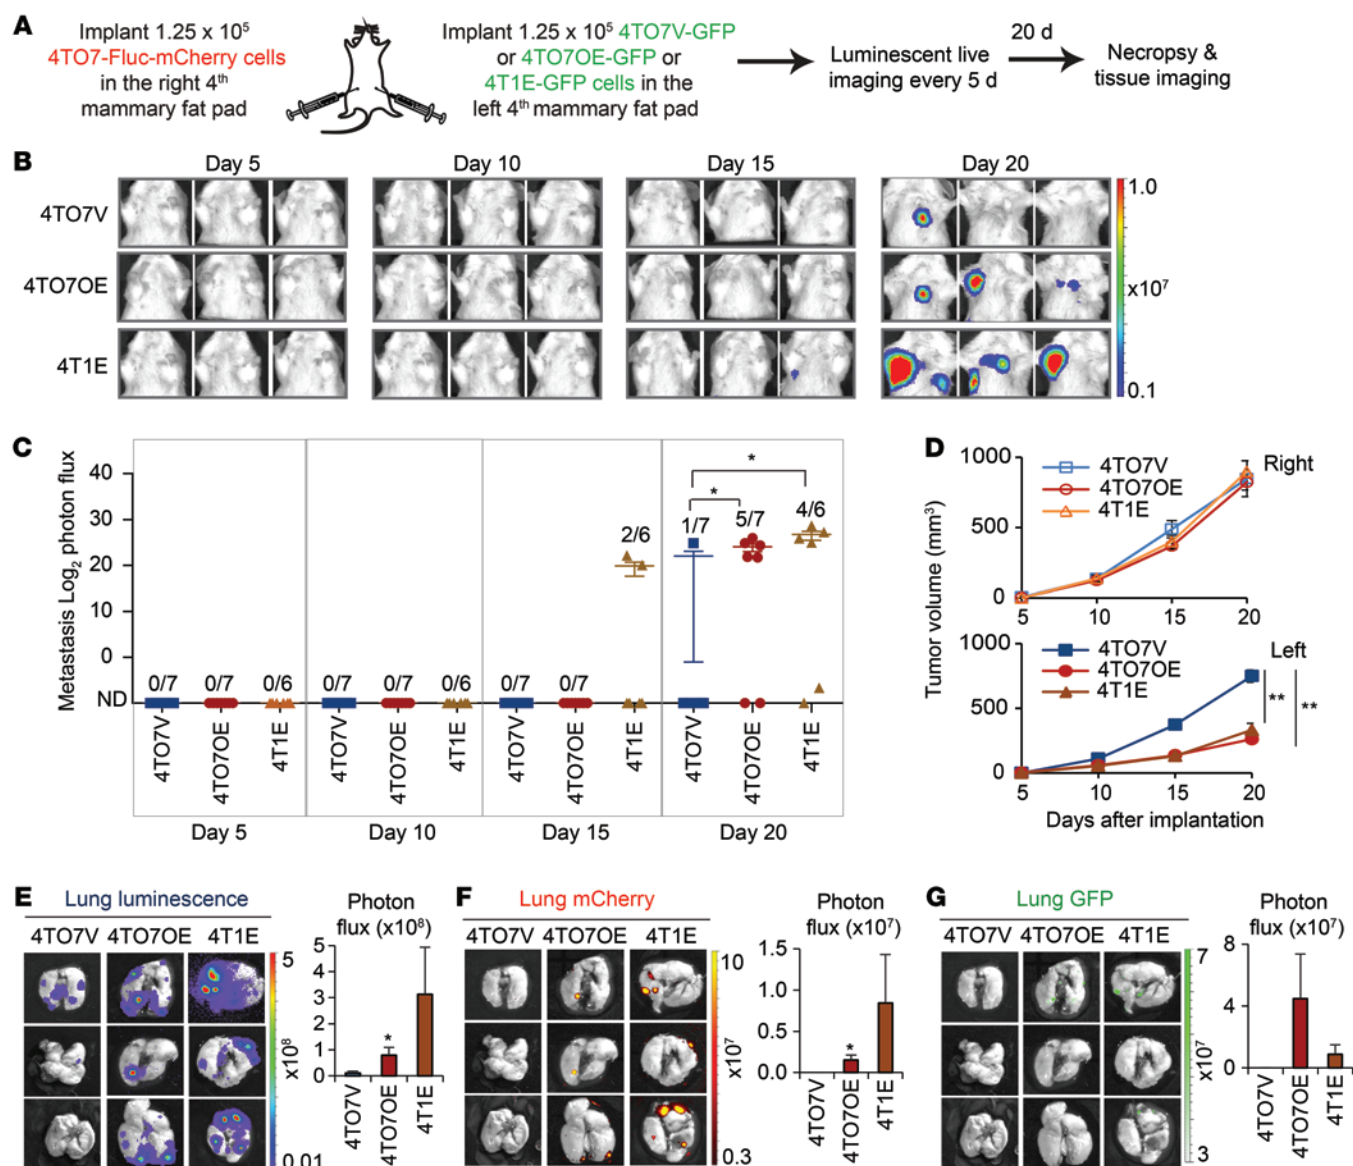 A
Implant 1.25 x 10⁵
4TO7-Fluc-mCherry cells
in the right 4ᵗʰ
mammary fat pad
Implant 1.25 x 10⁵ 4TO7V-GFP
or 4TO7OE-GFP or
4T1E-GFP cells in the
left 4ᵗʰ mammary fat pad
Luminescent live
imaging every 5 d
20 d
Necropsy &
tissue imaging
B
Day 5
Day 10
Day 15
Day 20
4TO7V
4TO7OE
4T1E
1.0
x10⁷
0.1
C
Metastasis Log₂ photon flux
40
30
20
10
0
ND
0/7
0/7
0/6
0/7
0/7
0/6
0/7
0/7
2/6
1/7
5/7
4/6
*
*
4TO7V
4TO7OE
4T1E
4TO7V
4TO7OE
4T1E
4TO7V
4TO7OE
4T1E
4TO7V
4TO7OE
4T1E
Day 5
Day 10
Day 15
Day 20
D
Tumor volume (mm³)
1000
500
0
4TO7V
4TO7OE
4T1E
Right
5
10
15
20
1000
500
0
4TO7V
4TO7OE
4T1E
Left
**
**
5
10
15
20
Days after implantation
E
Lung luminescence
4TO7V
4TO7OE
4T1E
5
x10⁸
0.01
Photon
flux (x10⁸)
5
4
3
2
1
0
*
4TO7V
4TO7OE
4T1E
F
Lung mCherry
4TO7V
4TO7OE
4T1E
10
x10⁷
0.3
Photon
flux (x10⁷)
1.5
1.0
0.5
0.0
*
4TO7V
4TO7OE
4T1E
G
Lung GFP
4TO7V
4TO7OE
4T1E
7
x10⁷
3
Photon
flux (x10⁷)
8
4
0
4TO7V
4TO7OE
4T1E